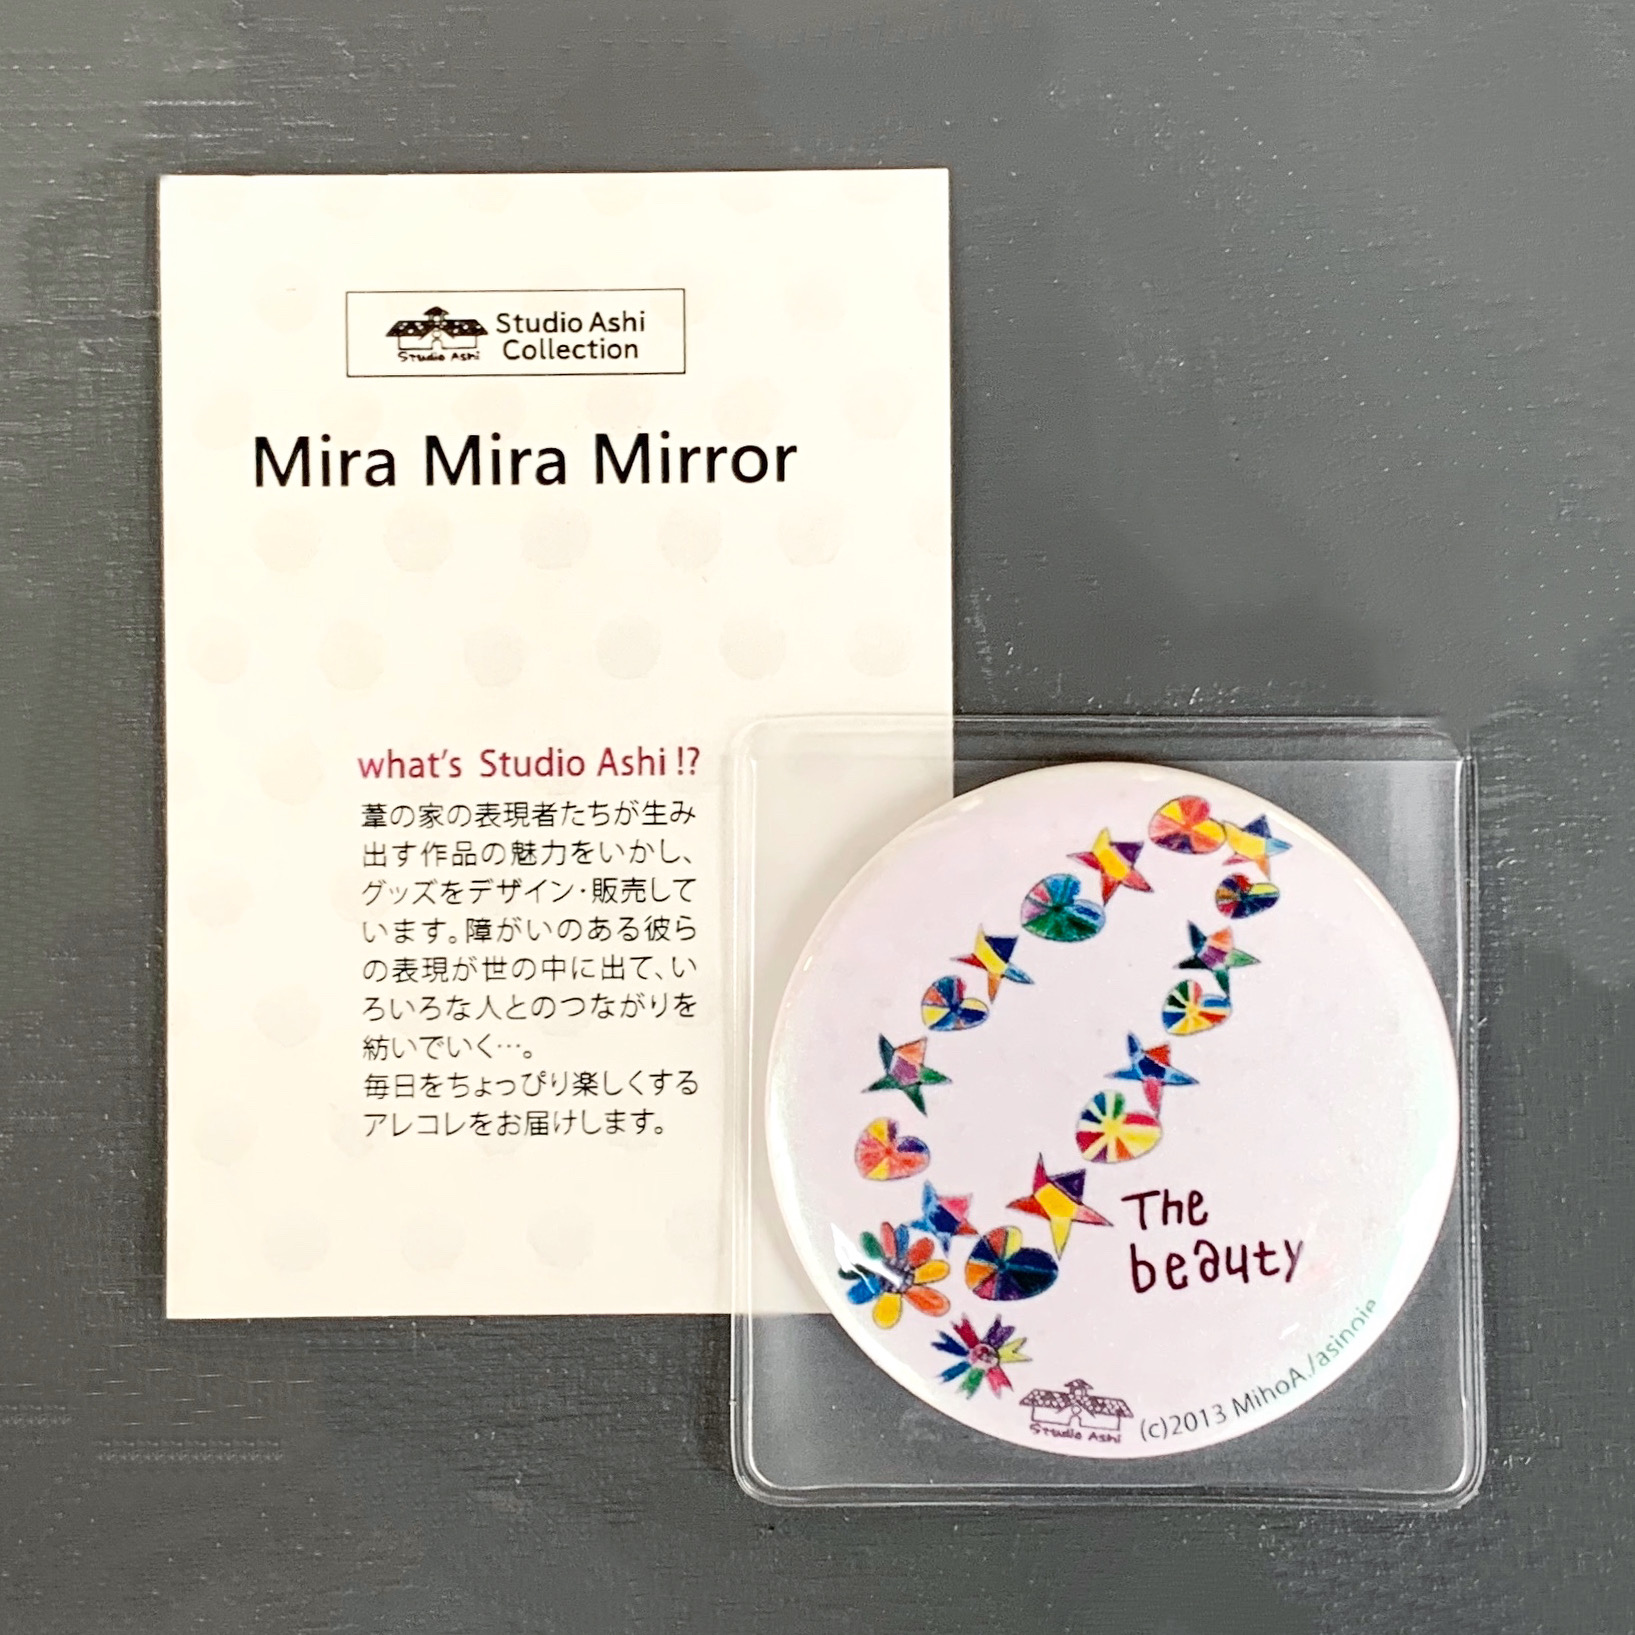 Studio Ashi
Studio Ashi
Collection
Mira Mira Mirror
what's Studio Ashi !?
葦の家の表現者たちが生み
出す作品の魅力をいかし、
グッズをデザイン・販売して
います。障がいのある彼ら
の表現が世の中に出て、い
ろいろな人とのつながりを
紡いでいく…。
毎日をちょっぴり楽しくする
アレコレをお届けします。
The
beauty
Studio Ashi
(c)2013 MihoA./asinoie